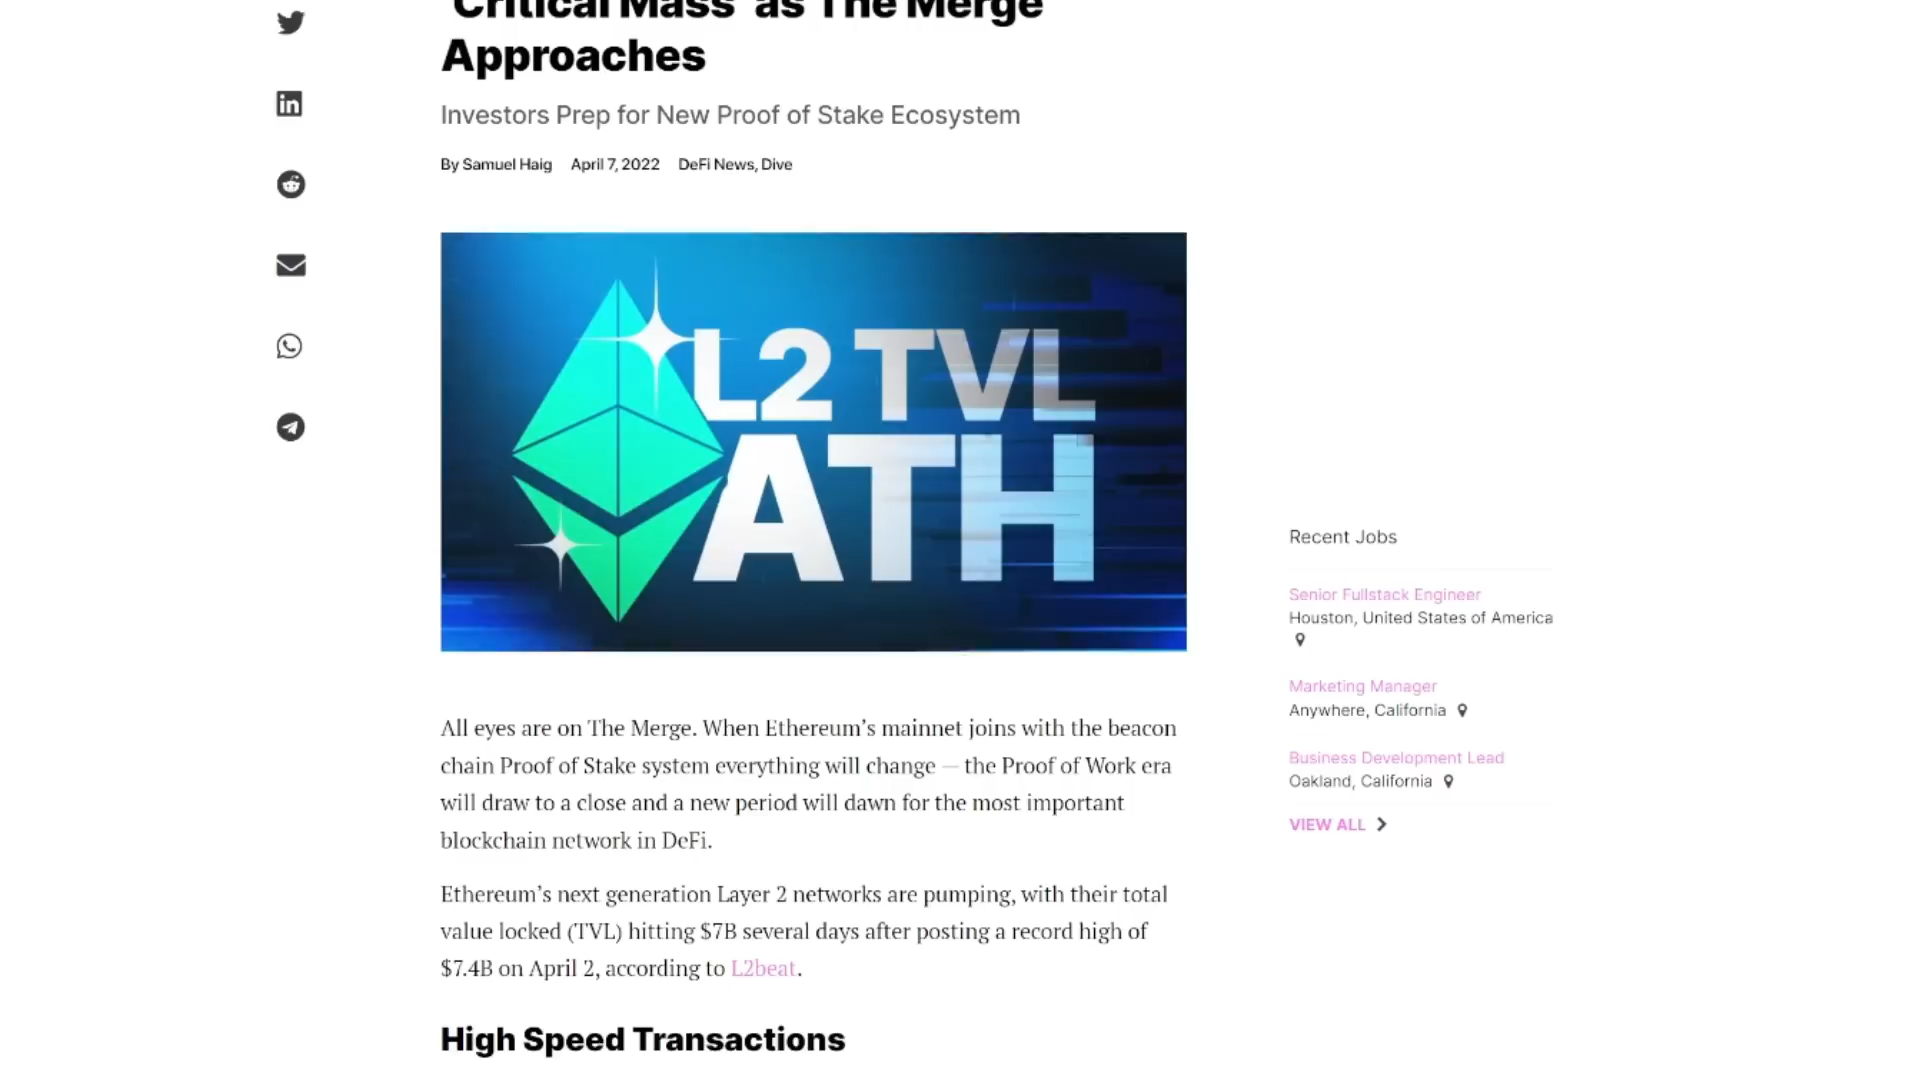 'Critical Mass' as The Merge
Approaches
Investors Prep for New Proof of Stake Ecosystem
By Samuel Haig April 7, 2022 DeFi News, Dive
L2 TVL
ATH
All eyes are on The Merge. When Ethereum’s mainnet joins with the beacon
chain Proof of Stake system everything will change — the Proof of Work era
will draw to a close and a new period will dawn for the most important
blockchain network in DeFi.
Ethereum’s next generation Layer 2 networks are pumping, with their total
value locked (TVL) hitting $7B several days after posting a record high of
$7.4B on April 2, according to L2beat.
High Speed Transactions
Recent Jobs
Senior Fullstack Engineer
Houston, United States of America
Marketing Manager
Anywhere, California
Business Development Lead
Oakland, California
VIEW ALL